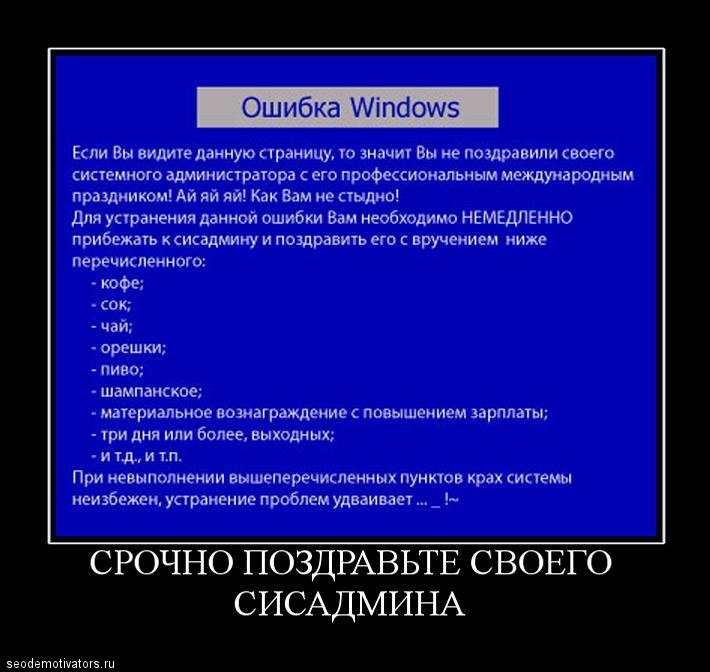 Ошибка Windows
Если Вы видите данную страницу, то значит Вы не поздравили своего
системного администратора с его профессиональным международным
праздником! Ай яй яй! Как Вам не стыдно!
Для устранения данной ошибки Вам необходимо НЕМЕДЛЕННО
прибежать к сисадмину и поздравить его с вручением ниже
перечисленного:
- кофе;
- сок;
- чай;
- орешки;
- пиво;
- шампанское;
- материальное вознаграждение с повышением зарплаты;
- три дня или более, выходных;
- и т.д., и т.п.
При невыполнении вышеперечисленных пунктов крах системы
неизбежен, устранение проблем удваивает ... _ !~
СРОЧНО ПОЗДРАВЬТЕ СВОЕГО
СИСАДМИНА
seodemotivators.ru